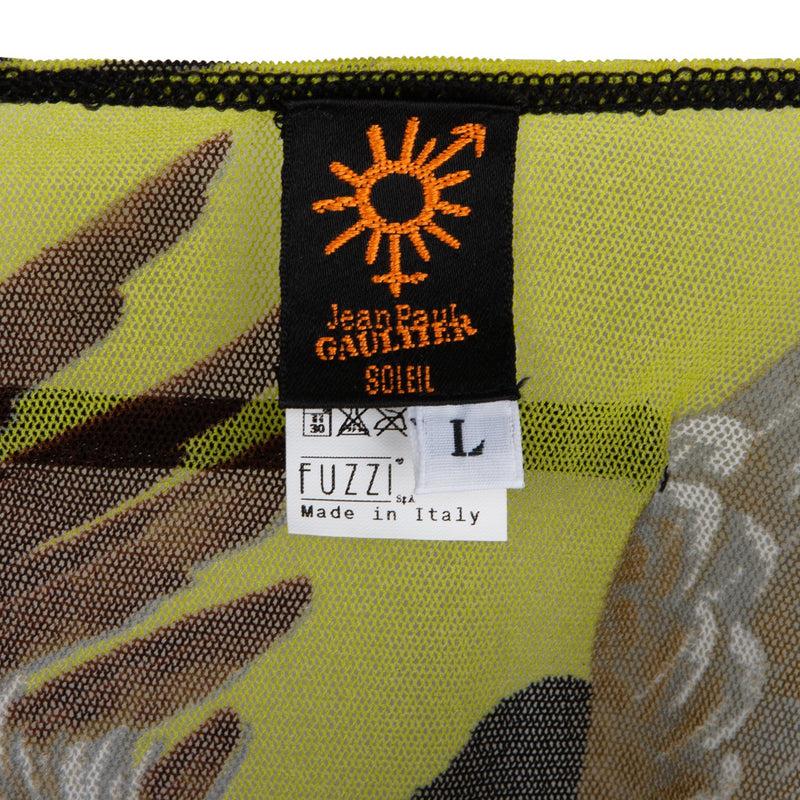 Jean Paul
GAULTIER
SOLEIL
30
L
FUZZI
SpA
Made in Italy